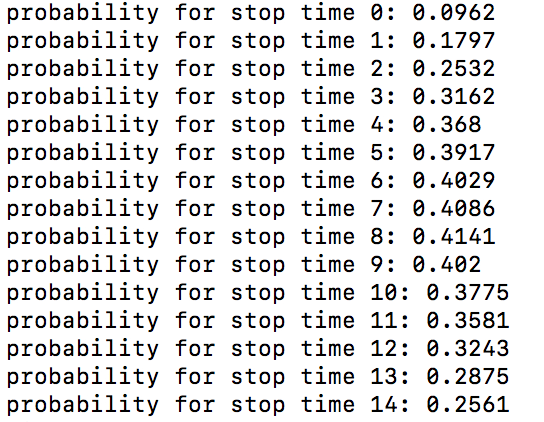 probability for stop time 0: 0.0962
probability for stop time 1: 0.1797
probability for stop time 2: 0.2532
probability for stop time 3: 0.3162
probability for stop time 4: 0.368
probability for stop time 5: 0.3917
probability for stop time 6: 0.4029
probability for stop time 7: 0.4086
probability for stop time 8: 0.4141
probability for stop time 9: 0.402
probability for stop time 10: 0.3775
probability for stop time 11: 0.3581
probability for stop time 12: 0.3243
probability for stop time 13: 0.2875
probability for stop time 14: 0.2561